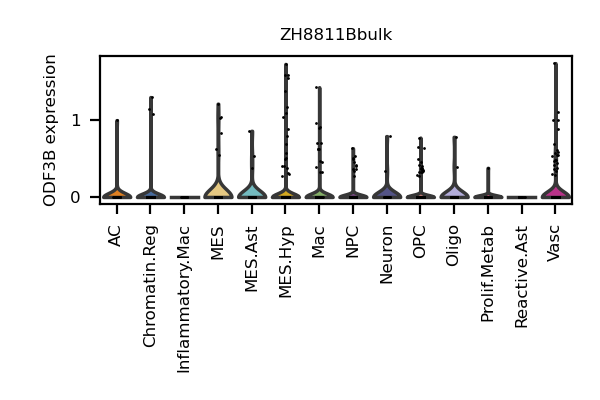 ZH8811Bbulk
ODF3B expression
1
0
AC
Chromatin.Reg
Inflammatory.Mac
MES
MES.Ast
MES.Hyp
Mac
NPC
Neuron
OPC
Oligo
Prolif.Metab
Reactive.Ast
Vasc